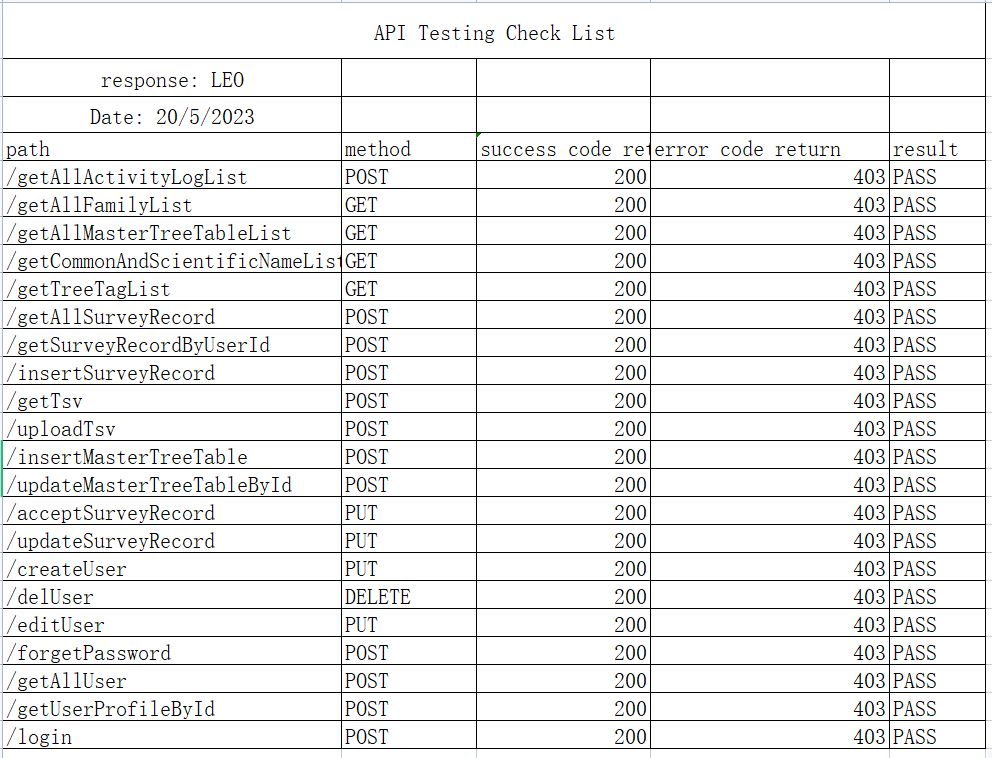 API Testing Check List
response: LEO
Date: 20/5/2023
path method success code ret error code return result
/getAllActivityLogList POST 200 403 PASS
/getAllFamilyList GET 200 403 PASS
/getAllMasterTreeTableList GET 200 403 PASS
/getCommonAndScientificNameList GET 200 403 PASS
/getTreeTagList GET 200 403 PASS
/getAllSurveyRecord POST 200 403 PASS
/getSurveyRecordByUserId POST 200 403 PASS
/insertSurveyRecord POST 200 403 PASS
/getTsv POST 200 403 PASS
/uploadTsv POST 200 403 PASS
/insertMasterTreeTable POST 200 403 PASS
/updateMasterTreeTableById POST 200 403 PASS
/acceptSurveyRecord PUT 200 403 PASS
/updateSurveyRecord PUT 200 403 PASS
/createUser PUT 200 403 PASS
/delUser DELETE 200 403 PASS
/editUser PUT 200 403 PASS
/forgetPassword POST 200 403 PASS
/getAllUser POST 200 403 PASS
/getUserProfileById POST 200 403 PASS
/login POST 200 403 PASS